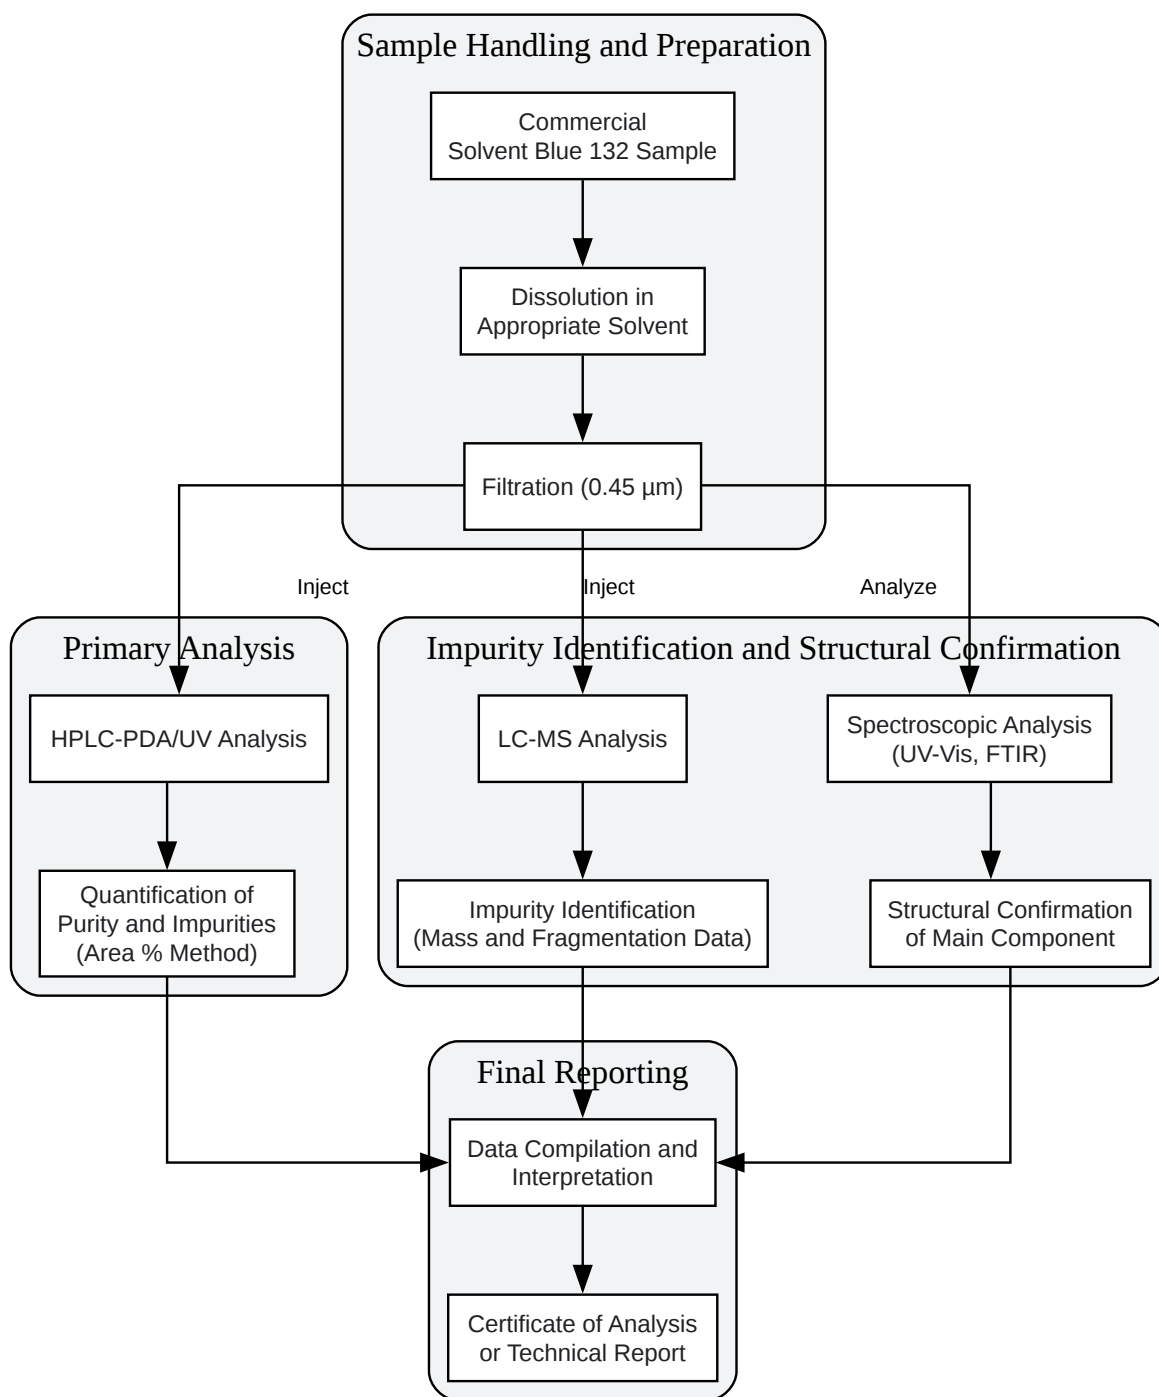 Sample Handling and Preparation
Commercial
Solvent Blue 132 Sample
Dissolution in
Appropriate Solvent
Filtration (0.45 µm)
Inject
Inject
Analyze
Primary Analysis
HPLC-PDA/UV Analysis
Quantification of
Purity and Impurities
(Area % Method)
Impurity Identification and Structural Confirmation
LC-MS Analysis
Spectroscopic Analysis
(UV-Vis, FTIR)
Impurity Identification
(Mass and Fragmentation Data)
Structural Confirmation
of Main Component
Final Reporting
Data Compilation and
Interpretation
Certificate of Analysis
or Technical Report